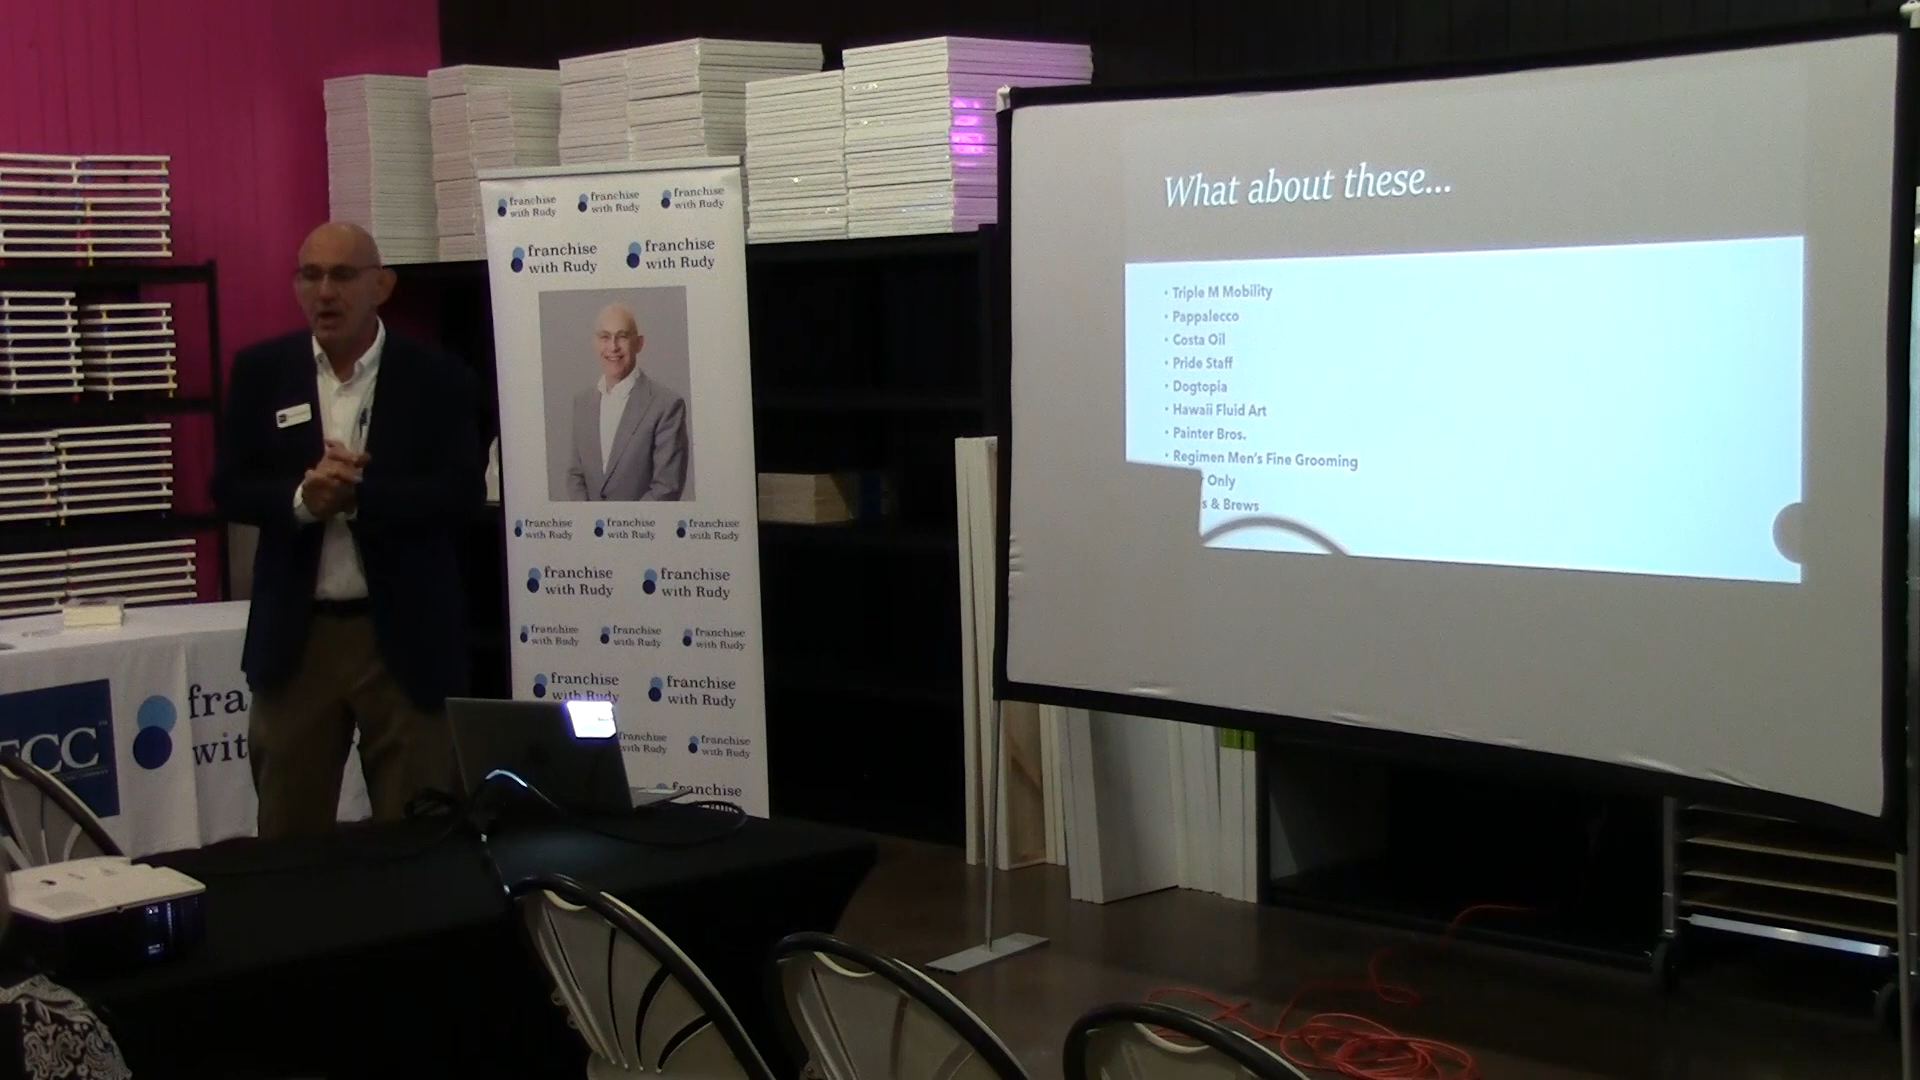 franchise
with Rudy
franchise
with Rudy
franchise
with Rudy
franchise
with Rudy
franchise
with Rudy
franchise
with Rudy
franchise
with Rudy
franchise
with Rudy
franchise
with Rudy
franchise
with Rudy
franchise
with Rudy
franchise
with Rudy
franchise
with Rudy
franchise
with Rudy
franchise
with Rudy
franchise
with Rudy
franchise
with Rudy
franchise
CC
fra
wit
What about these...
• Triple M Mobility
• Pappalecco
• Costa Oil
• Pride Staff
• Dogtopia
• Hawaii Fluid Art
• Painter Bros.
• Regimen Men's Fine Grooming
Only
s & Brews